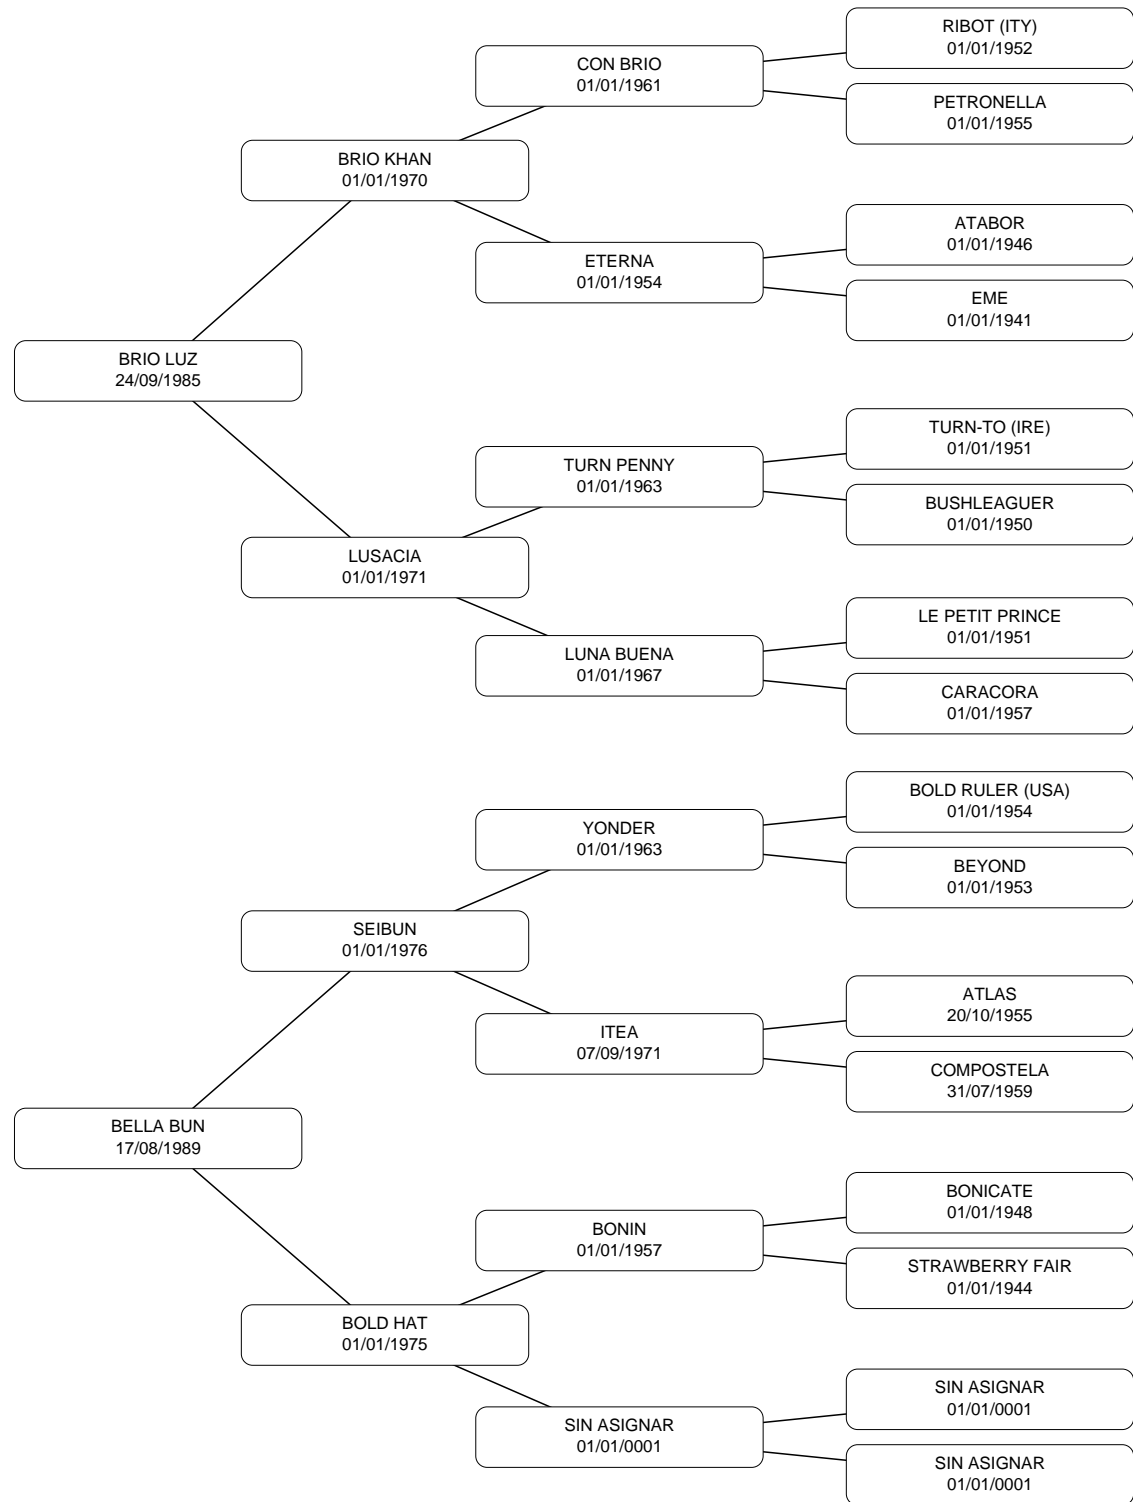 RIBOT (ITY)
01/01/1952
CON BRIO
01/01/1961
PETRONELLA
01/01/1955
BRIO KHAN
01/01/1970
ATABOR
01/01/1946
ETERNA
01/01/1954
EME
01/01/1941
BRIO LUZ
24/09/1985
TURN-TO (IRE)
01/01/1951
TURN PENNY
01/01/1963
BUSHLEAGUER
01/01/1950
LUSACIA
01/01/1971
LE PETIT PRINCE
01/01/1951
LUNA BUENA
01/01/1967
CARACORA
01/01/1957
BOLD RULER (USA)
01/01/1954
YONDER
01/01/1963
BEYOND
01/01/1953
SEIBUN
01/01/1976
ATLAS
20/10/1955
ITEA
07/09/1971
COMPOSTELA
31/07/1959
BELLA BUN
17/08/1989
BONICATE
01/01/1948
BONIN
01/01/1957
STRAWBERRY FAIR
01/01/1944
BOLD HAT
01/01/1975
SIN ASIGNAR
01/01/0001
SIN ASIGNAR
01/01/0001
SIN ASIGNAR
01/01/0001